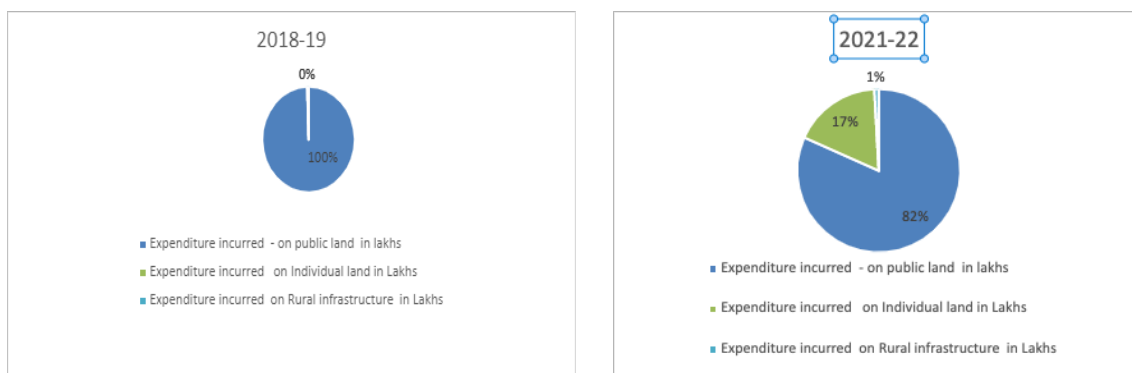 2018-19
0%
100%
Expenditure incurred - on public land in lakhs
Expenditure incurred on Individual land in Lakhs
Expenditure incurred on Rural infrastructure in Lakhs
2021-22
1%
17%
82%
Expenditure incurred - on public land in lakhs
Expenditure incurred on Individual land in Lakhs
Expenditure incurred on Rural infrastructure in Lakhs